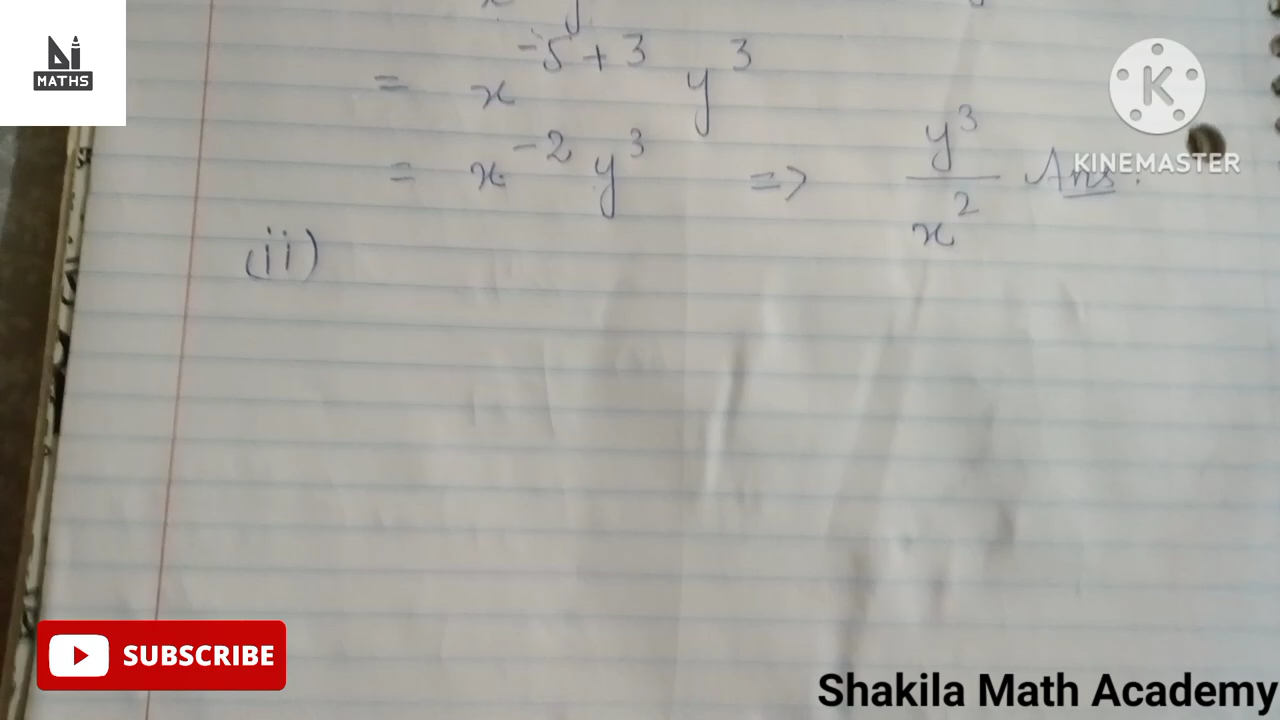 MATHS
= x^{-5+3} y^3
K
KINEMASTER
= x^{-2} y^3 => y^3/x^2 Ans.
(ii)
SUBSCRIBE
Shakila Math Academy